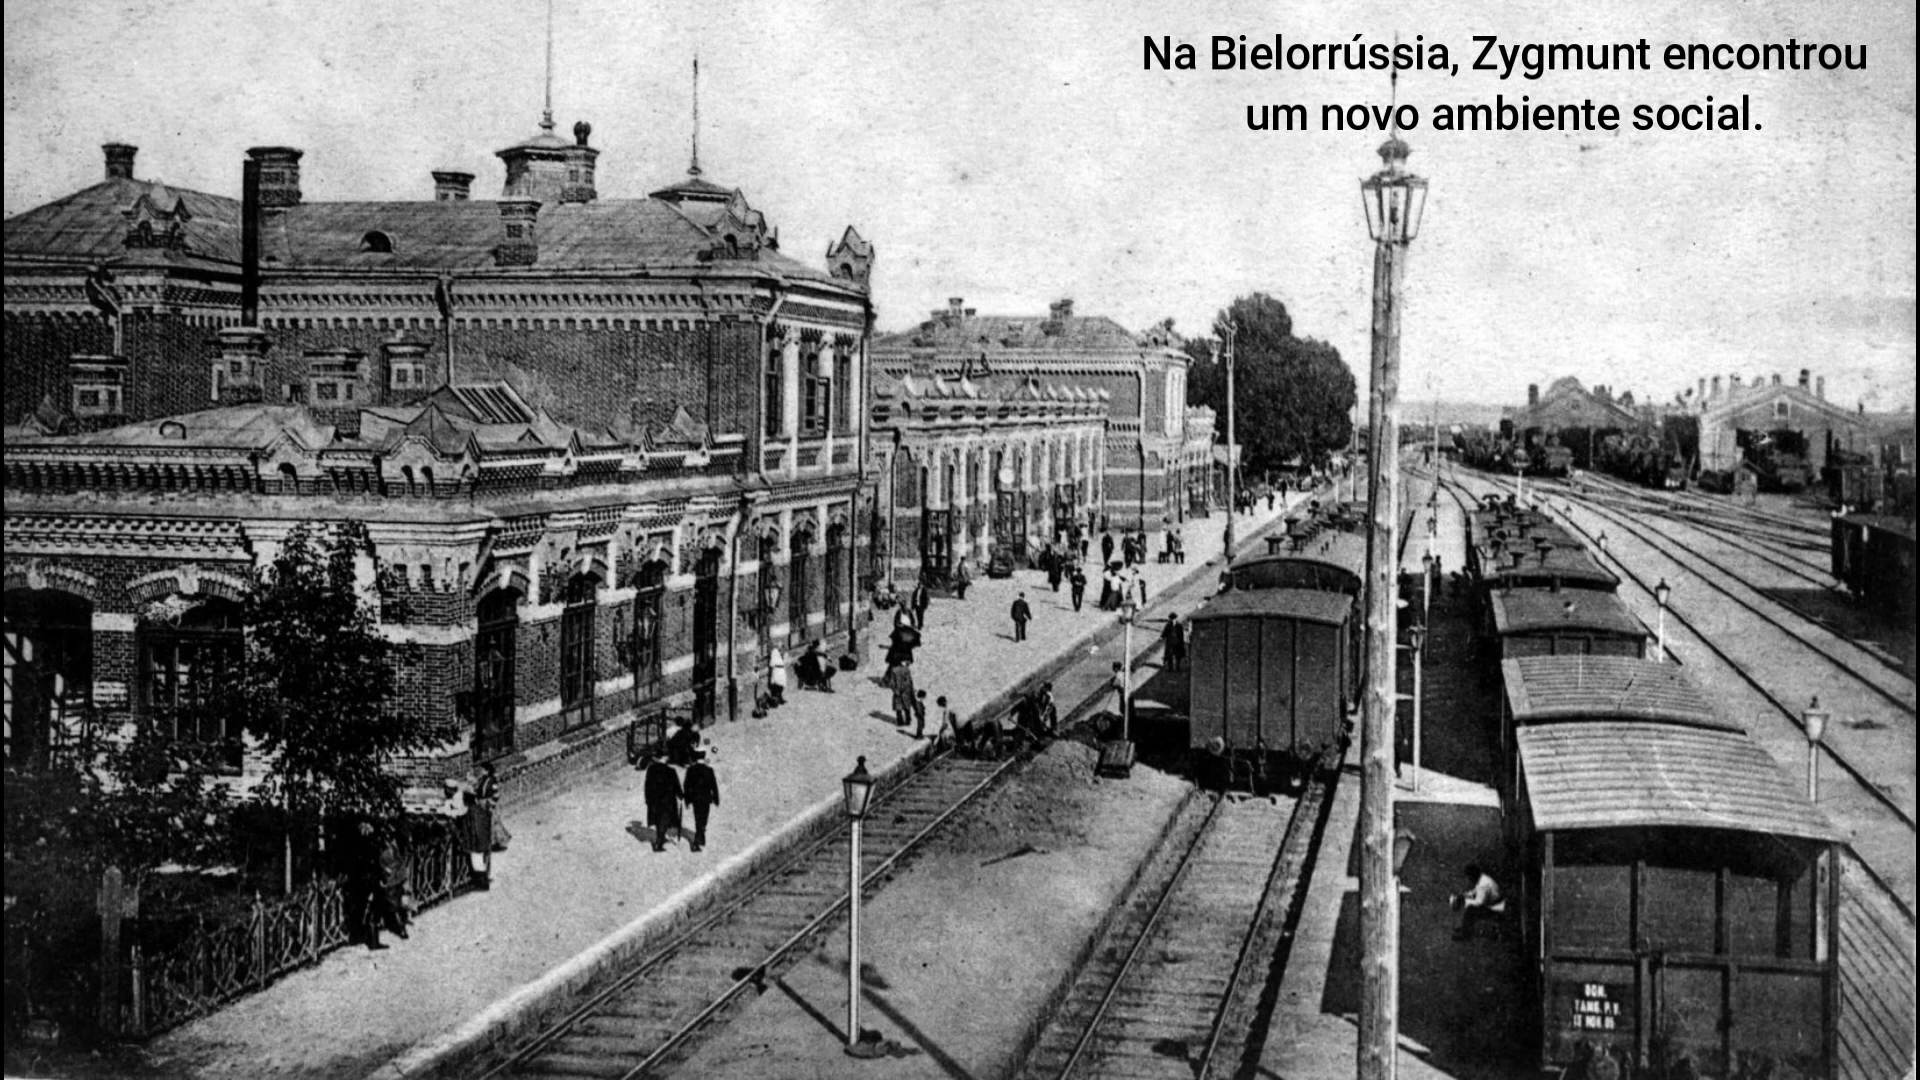 Na Bielorrússia, Zygmunt encontrou
um novo ambiente social.